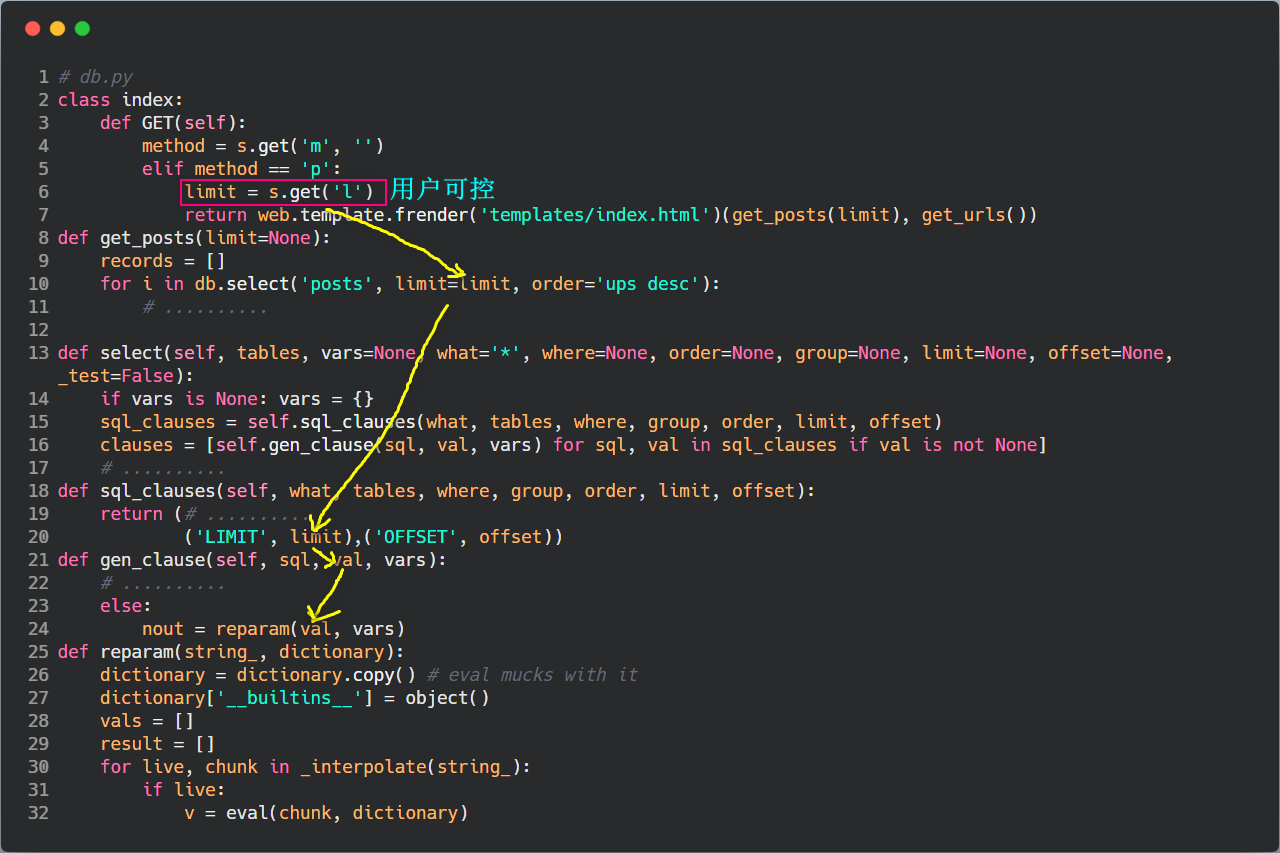 1 # db.py
2 class index:
3     def GET(self):
4         method = s.get('m', '')
5         elif method == 'p':
6             limit = s.get('l') 用户可控
7             return web.template.frender('templates/index.html')(get_posts(limit), get_urls())
8 def get_posts(limit=None):
9     records = []
10     for i in db.select('posts', limit=limit, order='ups desc'):
11         # ..........
12
13 def select(self, tables, vars=None, what='*', where=None, order=None, group=None, limit=None, offset=None,
_test=False):
14     if vars is None: vars = {}
15     sql_clauses = self.sql_clauses(what, tables, where, group, order, limit, offset)
16     clauses = [self.gen_clause(sql, val, vars) for sql, val in sql_clauses if val is not None]
17     # ..........
18 def sql_clauses(self, what, tables, where, group, order, limit, offset):
19     return (# ..........
20             ('LIMIT', limit),('OFFSET', offset))
21 def gen_clause(self, sql, val, vars):
22     # ..........
23     else:
24         nout = reparam(val, vars)
25 def reparam(string_, dictionary):
26     dictionary = dictionary.copy() # eval mucks with it
27     dictionary['__builtins__'] = object()
28     vals = []
29     result = []
30     for live, chunk in _interpolate(string_):
31         if live:
32             v = eval(chunk, dictionary)